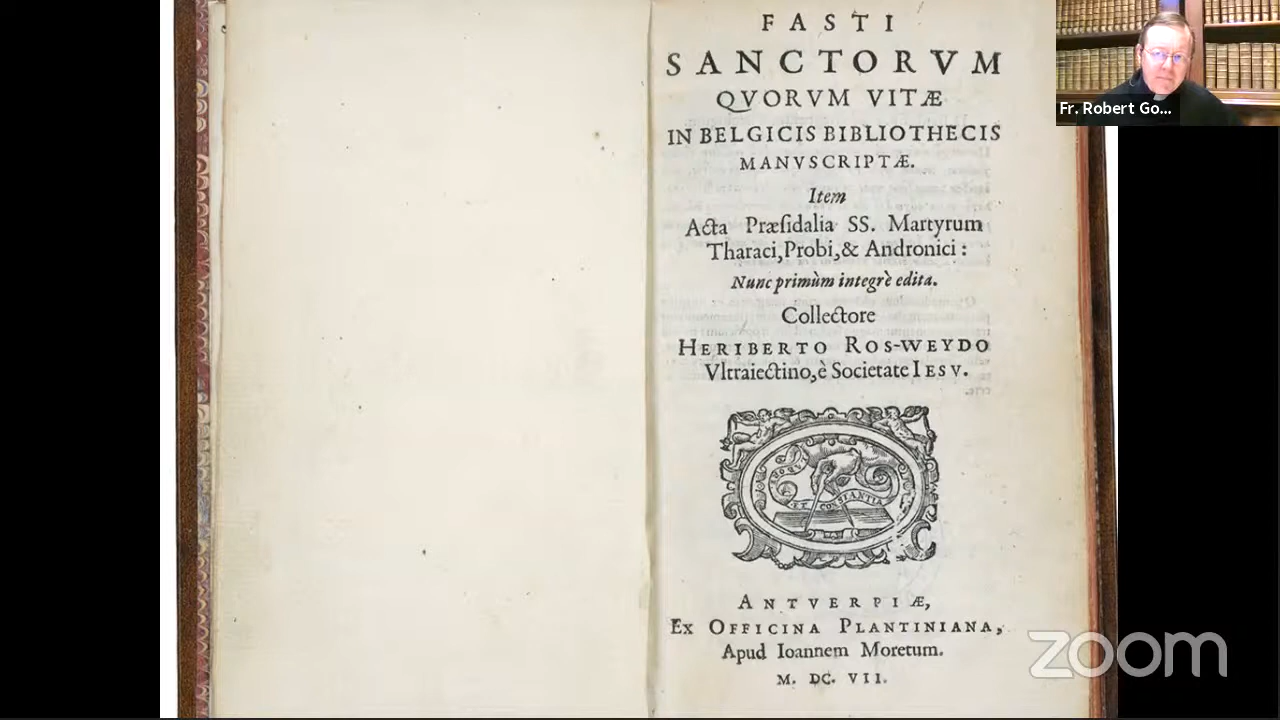 FASTI
SANCTORVM
QVORVM VITÆ
IN BELGICIS BIBLIOTHECIS
MANVSCRIPTÆ.
Item
Acta Præſidalia SS. Martyrum
Tharaci, Probi, & Andronici:
Nunc primùm integrè edita.
Collectore
HERIBERTO ROS-WEYDO
Vltraiectino, è Societate IESV.
ET CONSTANTIA
ANTVERPIÆ,
EX OFFICINA PLANTINIANA,
Apud Ioannem Moretum.
M. DC. VII.
Fr. Robert Go...
zoom